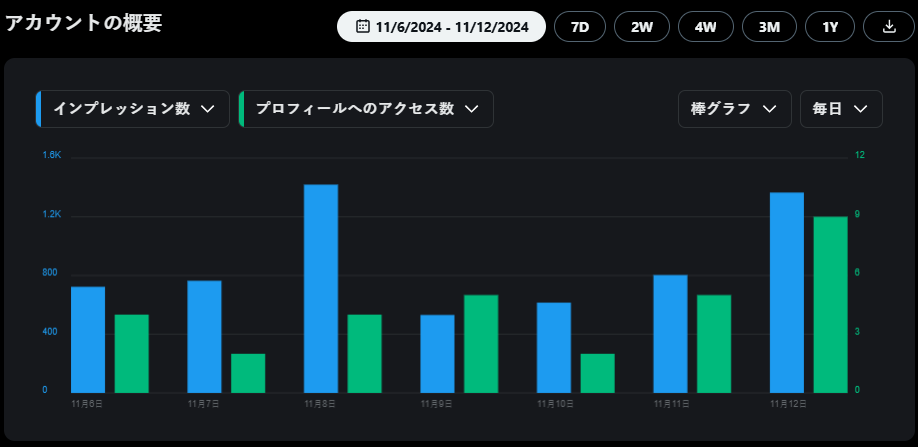 アカウントの概要
11/6/2024 - 11/12/2024 7D 2W 4W 3M 1Y
インプレッション数 プロフィールへのアクセス数 棒グラフ 毎日
1.6K 12
1.2K 9
800 6
400 3
0 0
11月6日 11月7日 11月8日 11月9日 11月10日 11月11日 11月12日